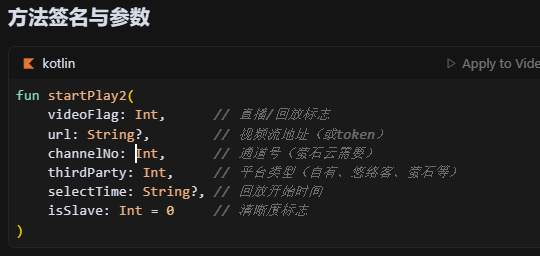 方法签名与参数
kotlin
Apply to Vide
fun startPlay2(
videoFlag: Int, // 直播/回放标志
url: String?, // 视频流地址（或token）
channelNo: Int, // 通道号（萤石云需要）
thirdParty: Int, // 平台类型（自有、悠络客、萤石等）
selectTime: String?, // 回放开始时间
isSlave: Int = 0 // 清晰度标志
)